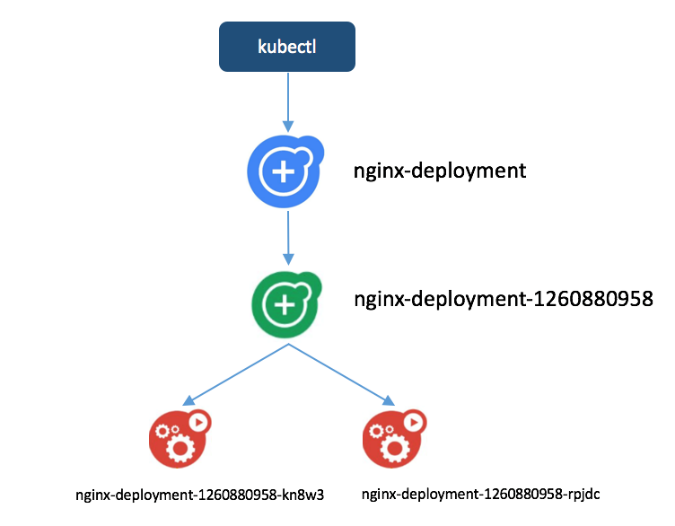 kubectl
nginx-deployment
nginx-deployment-1260880958
nginx-deployment-1260880958-kn8w3
nginx-deployment-1260880958-rpjdc